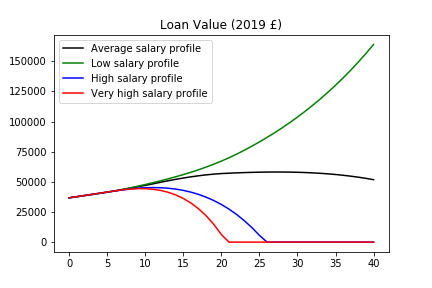 Loan Value (2019 £)
Average salary profile
Low salary profile
High salary profile
Very high salary profile
150000
125000
100000
75000
50000
25000
0
0 5 10 15 20 25 30 35 40